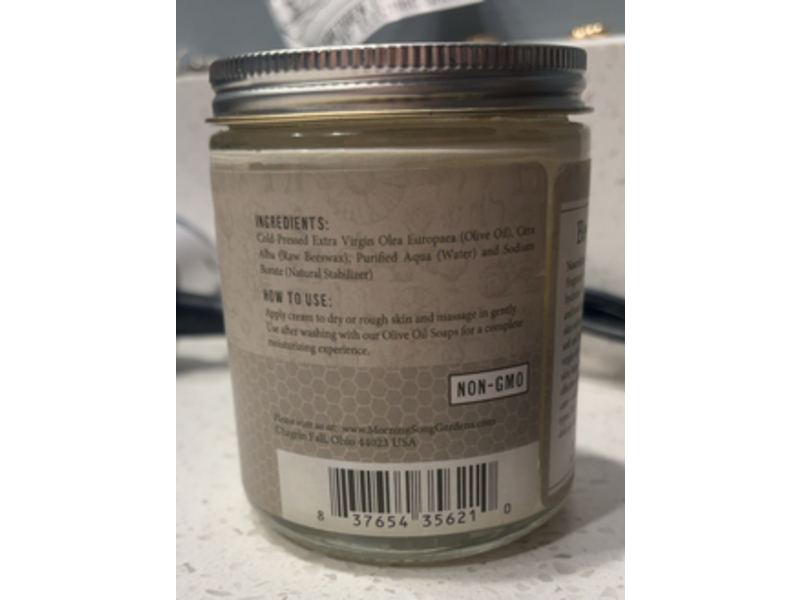 INGREDIENTS:
Cold-Pressed Extra Virgin Olea Europaea (Olive Oil), Cera
Alba (Raw Beeswax), Purified Aqua (Water) and Sodium
Borate (Natural Stabilizer)
HOW TO USE:
Apply cream to dry or rough skin and massage in gently.
Use after washing with our Olive Oil Soaps for a complete
moisturizing experience.
NON-GMO
Please visit us at: www.MorningSongGardens.com
Chagrin Fall, Ohio 44023 USA
8 37654 35621 0